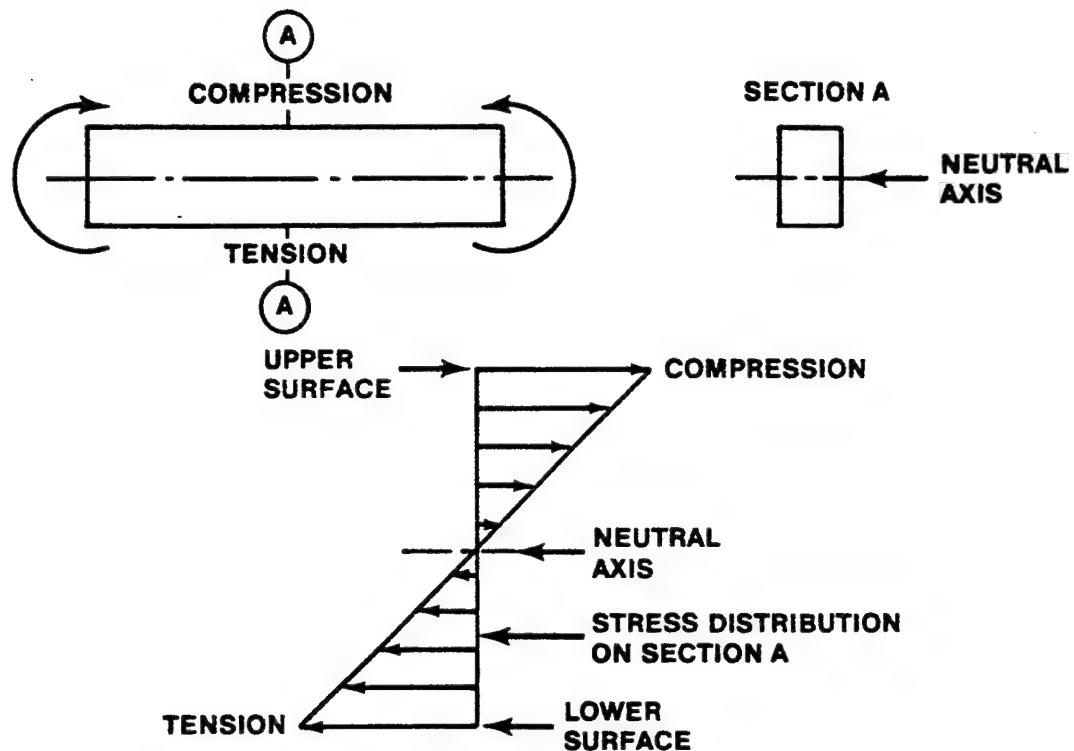 A
COMPRESSION
TENSION
A
SECTION A
NEUTRAL
AXIS
UPPER
SURFACE
COMPRESSION
NEUTRAL
AXIS
STRESS DISTRIBUTION
ON SECTION A
TENSION
LOWER
SURFACE